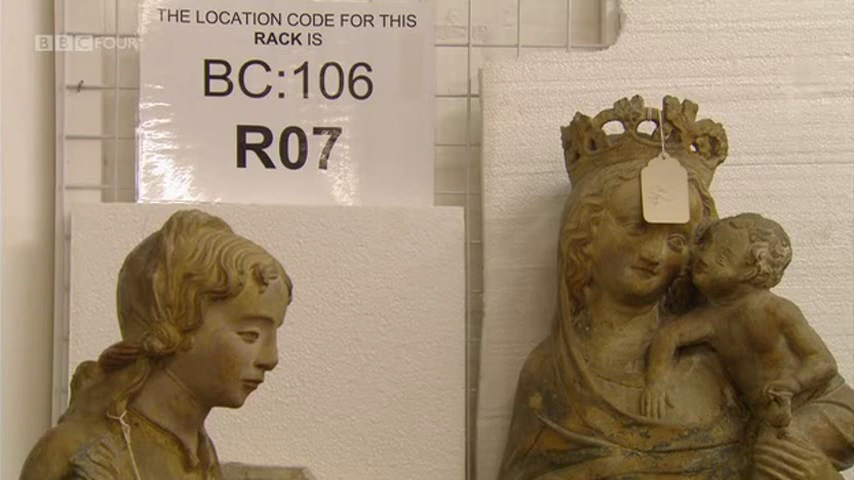 BBC FOUR
THE LOCATION CODE FOR THIS
RACK IS
BC:106
R07